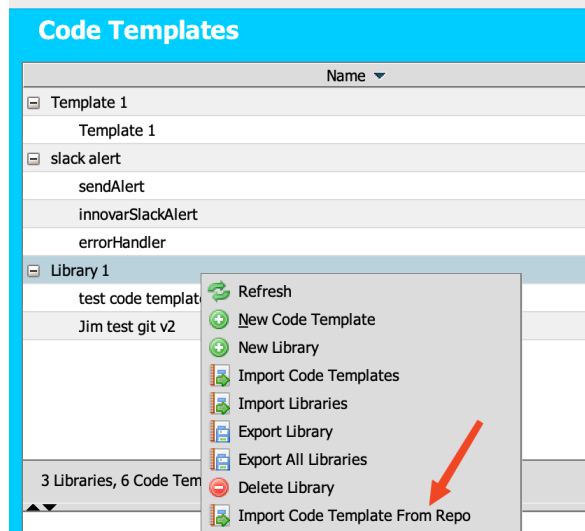 Code Templates
Name
Template 1
Template 1
slack alert
sendAlert
innovarSlackAlert
errorHandler
Library 1
test code templat
Jim test git v2
Refresh
New Code Template
New Library
Import Code Templates
Import Libraries
Export Library
Export All Libraries
Delete Library
Import Code Template From Repo
3 Libraries, 6 Code Tem